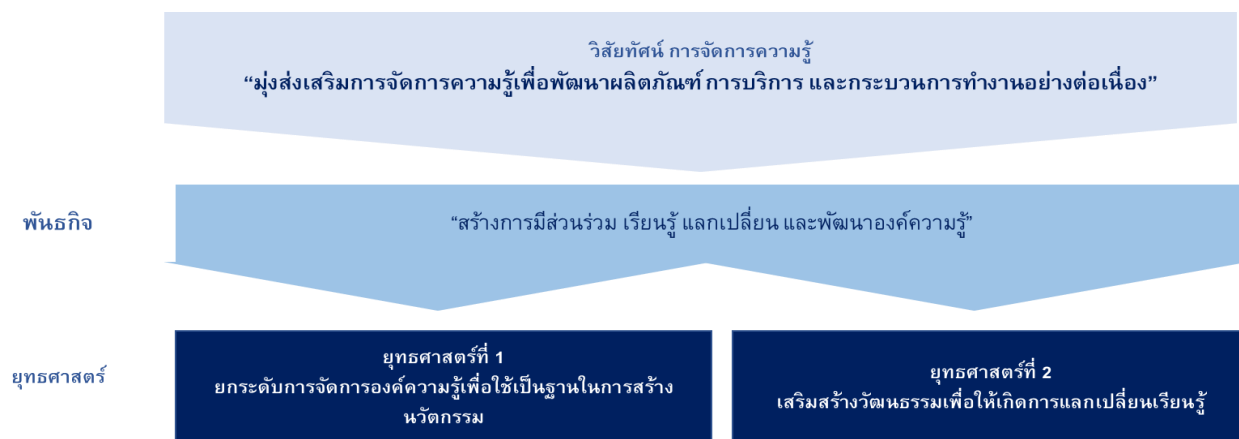 วิสัยทัศน์ การจัดการความรู้
“มุ่งส่งเสริมการจัดการความรู้เพื่อพัฒนาผลิตภัณฑ์ การบริการ และกระบวนการทำงานอย่างต่อเนื่อง”
พันธกิจ
“สร้างการมีส่วนร่วม เรียนรู้ แลกเปลี่ยน และพัฒนาองค์ความรู้”
ยุทธศาสตร์
ยุทธศาสตร์ที่ 1
ยกระดับการจัดการองค์ความรู้เพื่อใช้เป็นฐานในการสร้าง
นวัตกรรม
ยุทธศาสตร์ที่ 2
เสริมสร้างวัฒนธรรมเพื่อให้เกิดการแลกเปลี่ยนเรียนรู้